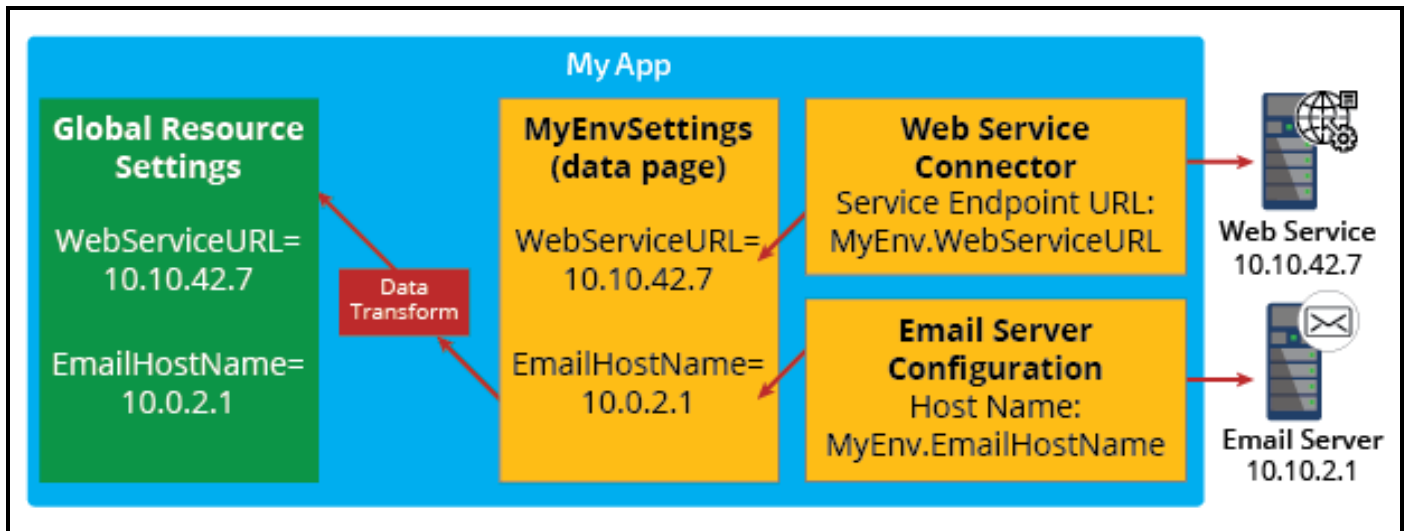 My App
Global Resource
Settings
WebServiceURL=
10.10.42.7
EmailHostName=
10.0.2.1
Data
Transform
MyEnvSettings
(data page)
WebServiceURL=
10.10.42.7
EmailHostName=
10.0.2.1
Web Service
Connector
Service Endpoint URL:
MyEnv.WebServiceURL
Email Server
Configuration
Host Name:
MyEnv.EmailHostName
Web Service
10.10.42.7
Email Server
10.10.2.1